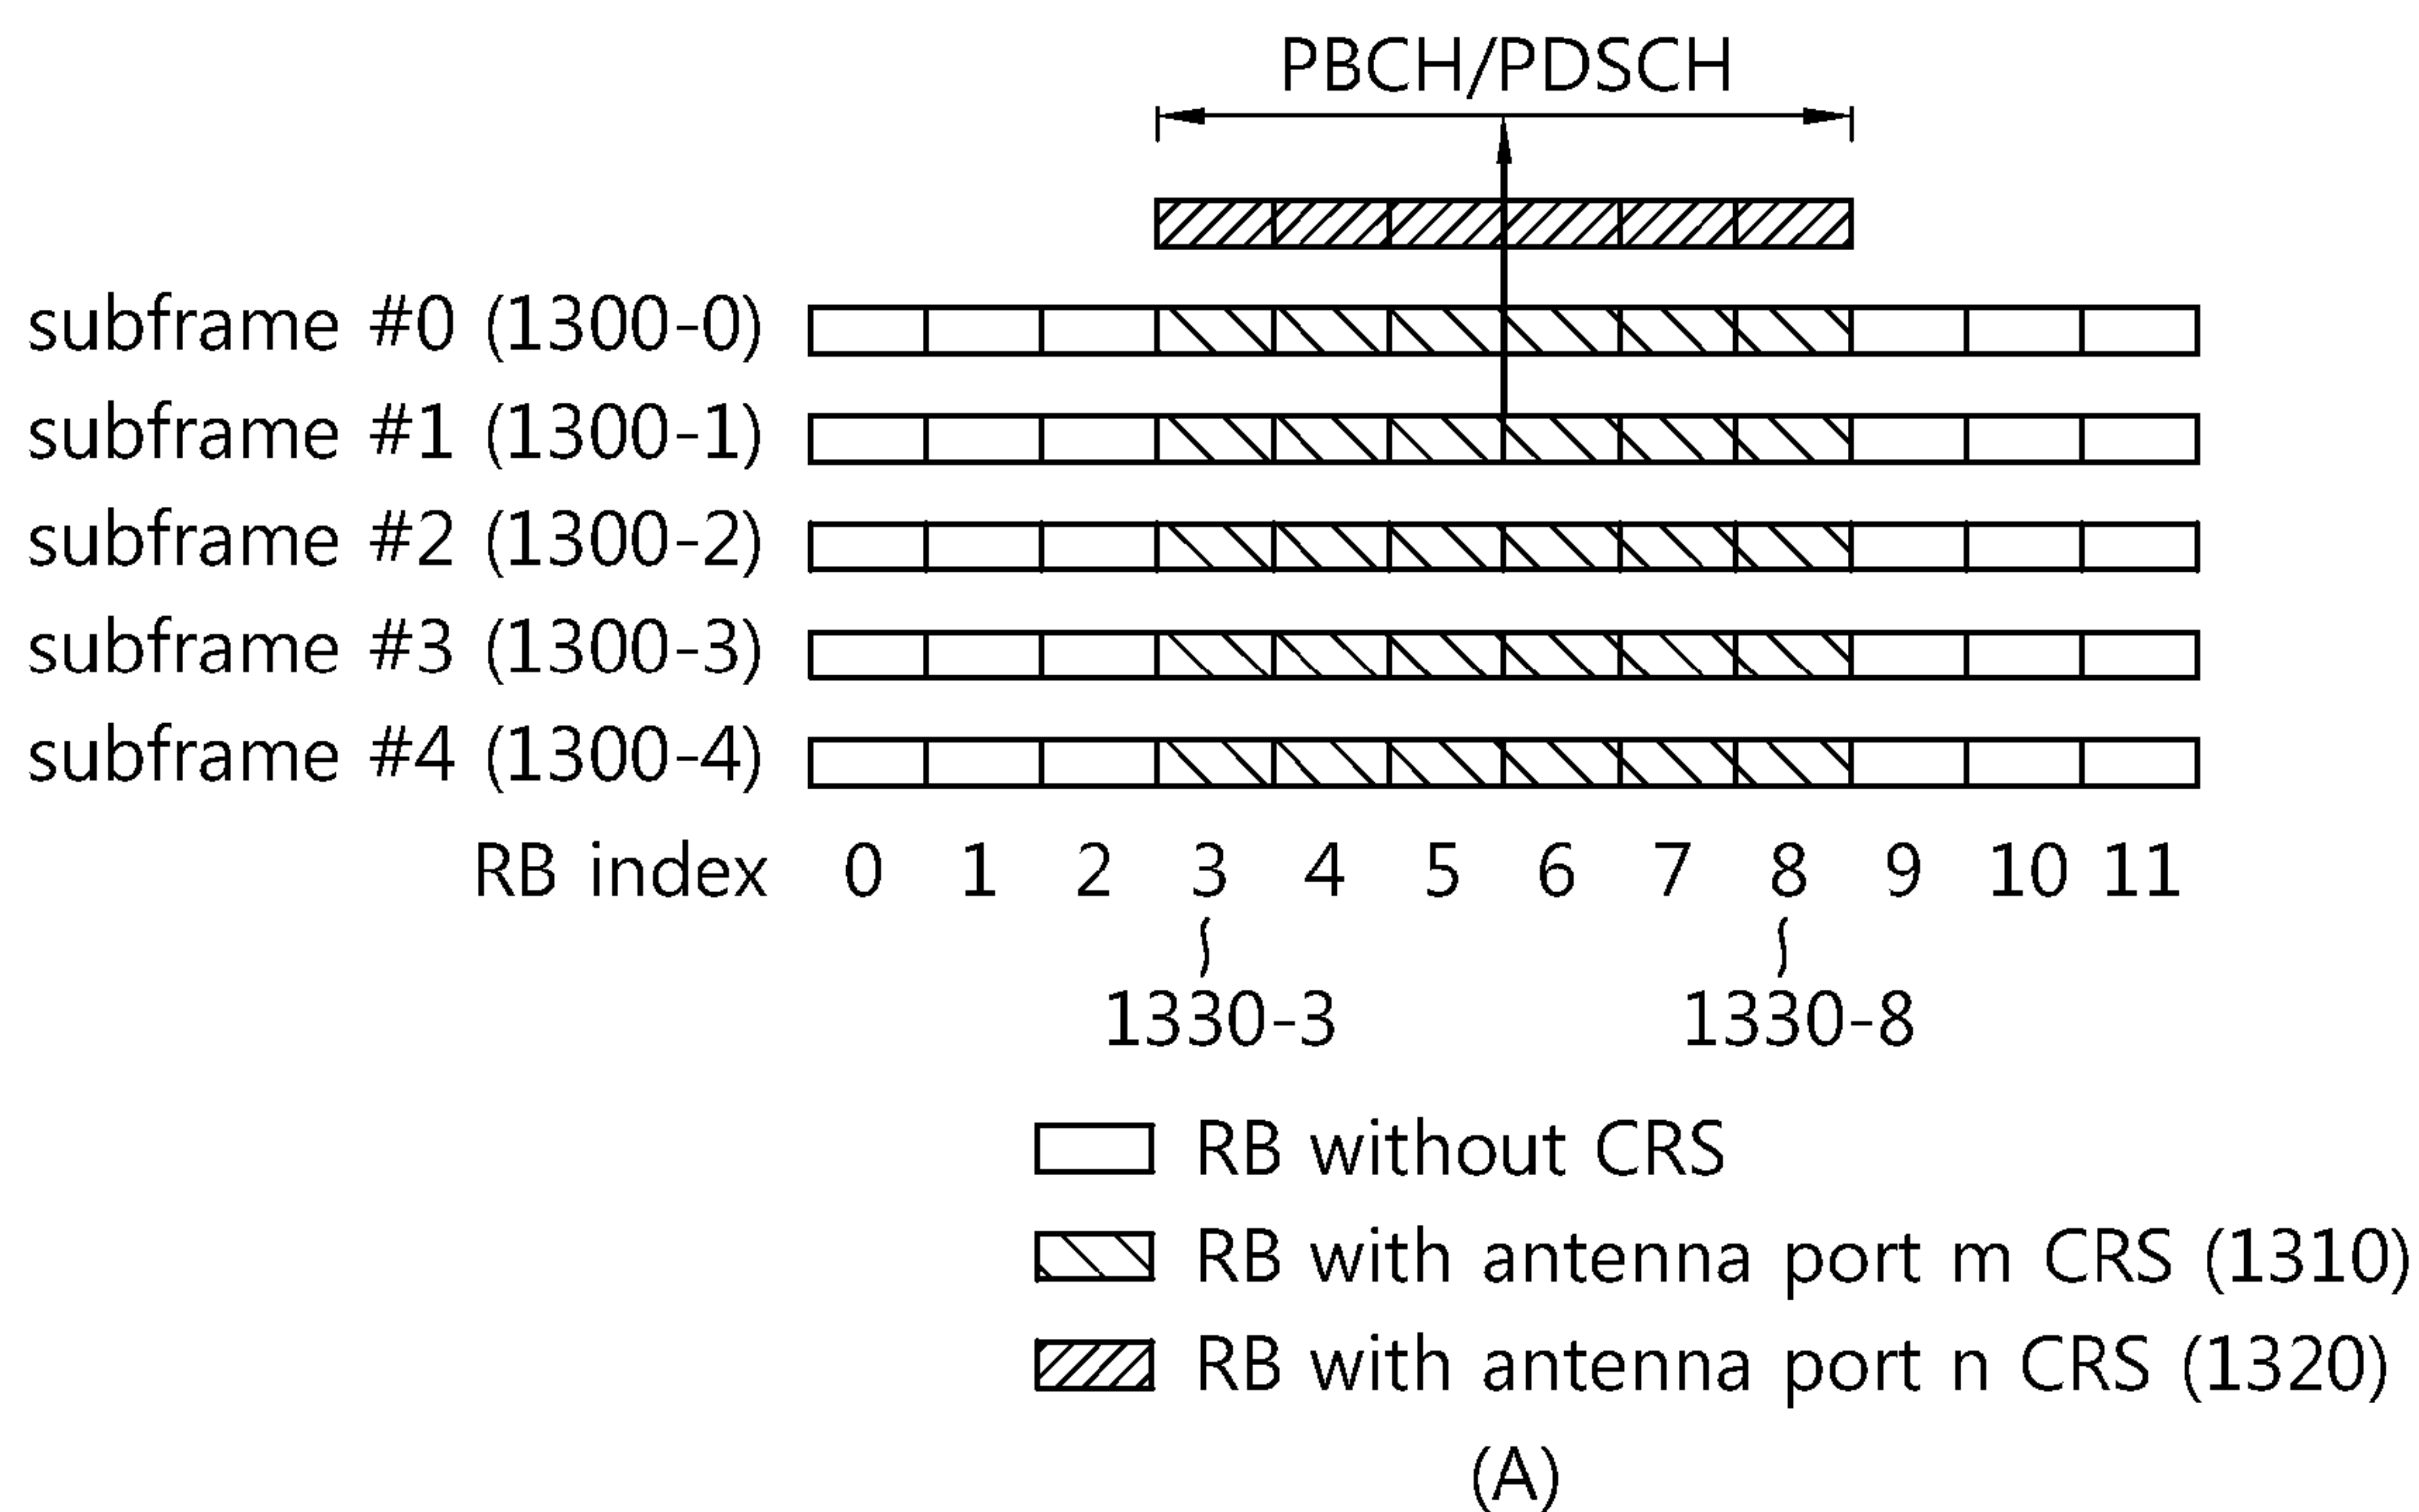 PBCH/PDSCH
subframe #0 (1300-0)
subframe #1 (1300-1)
subframe #2 (1300-2)
subframe #3 (1300-3)
subframe #4 (1300-4)
RB index 0 1 2 3 4 5 6 7 8 9 10 11
1330-3 1330-8
RB without CRS
RB with antenna port m CRS (1310)
RB with antenna port n CRS (1320)
(A)